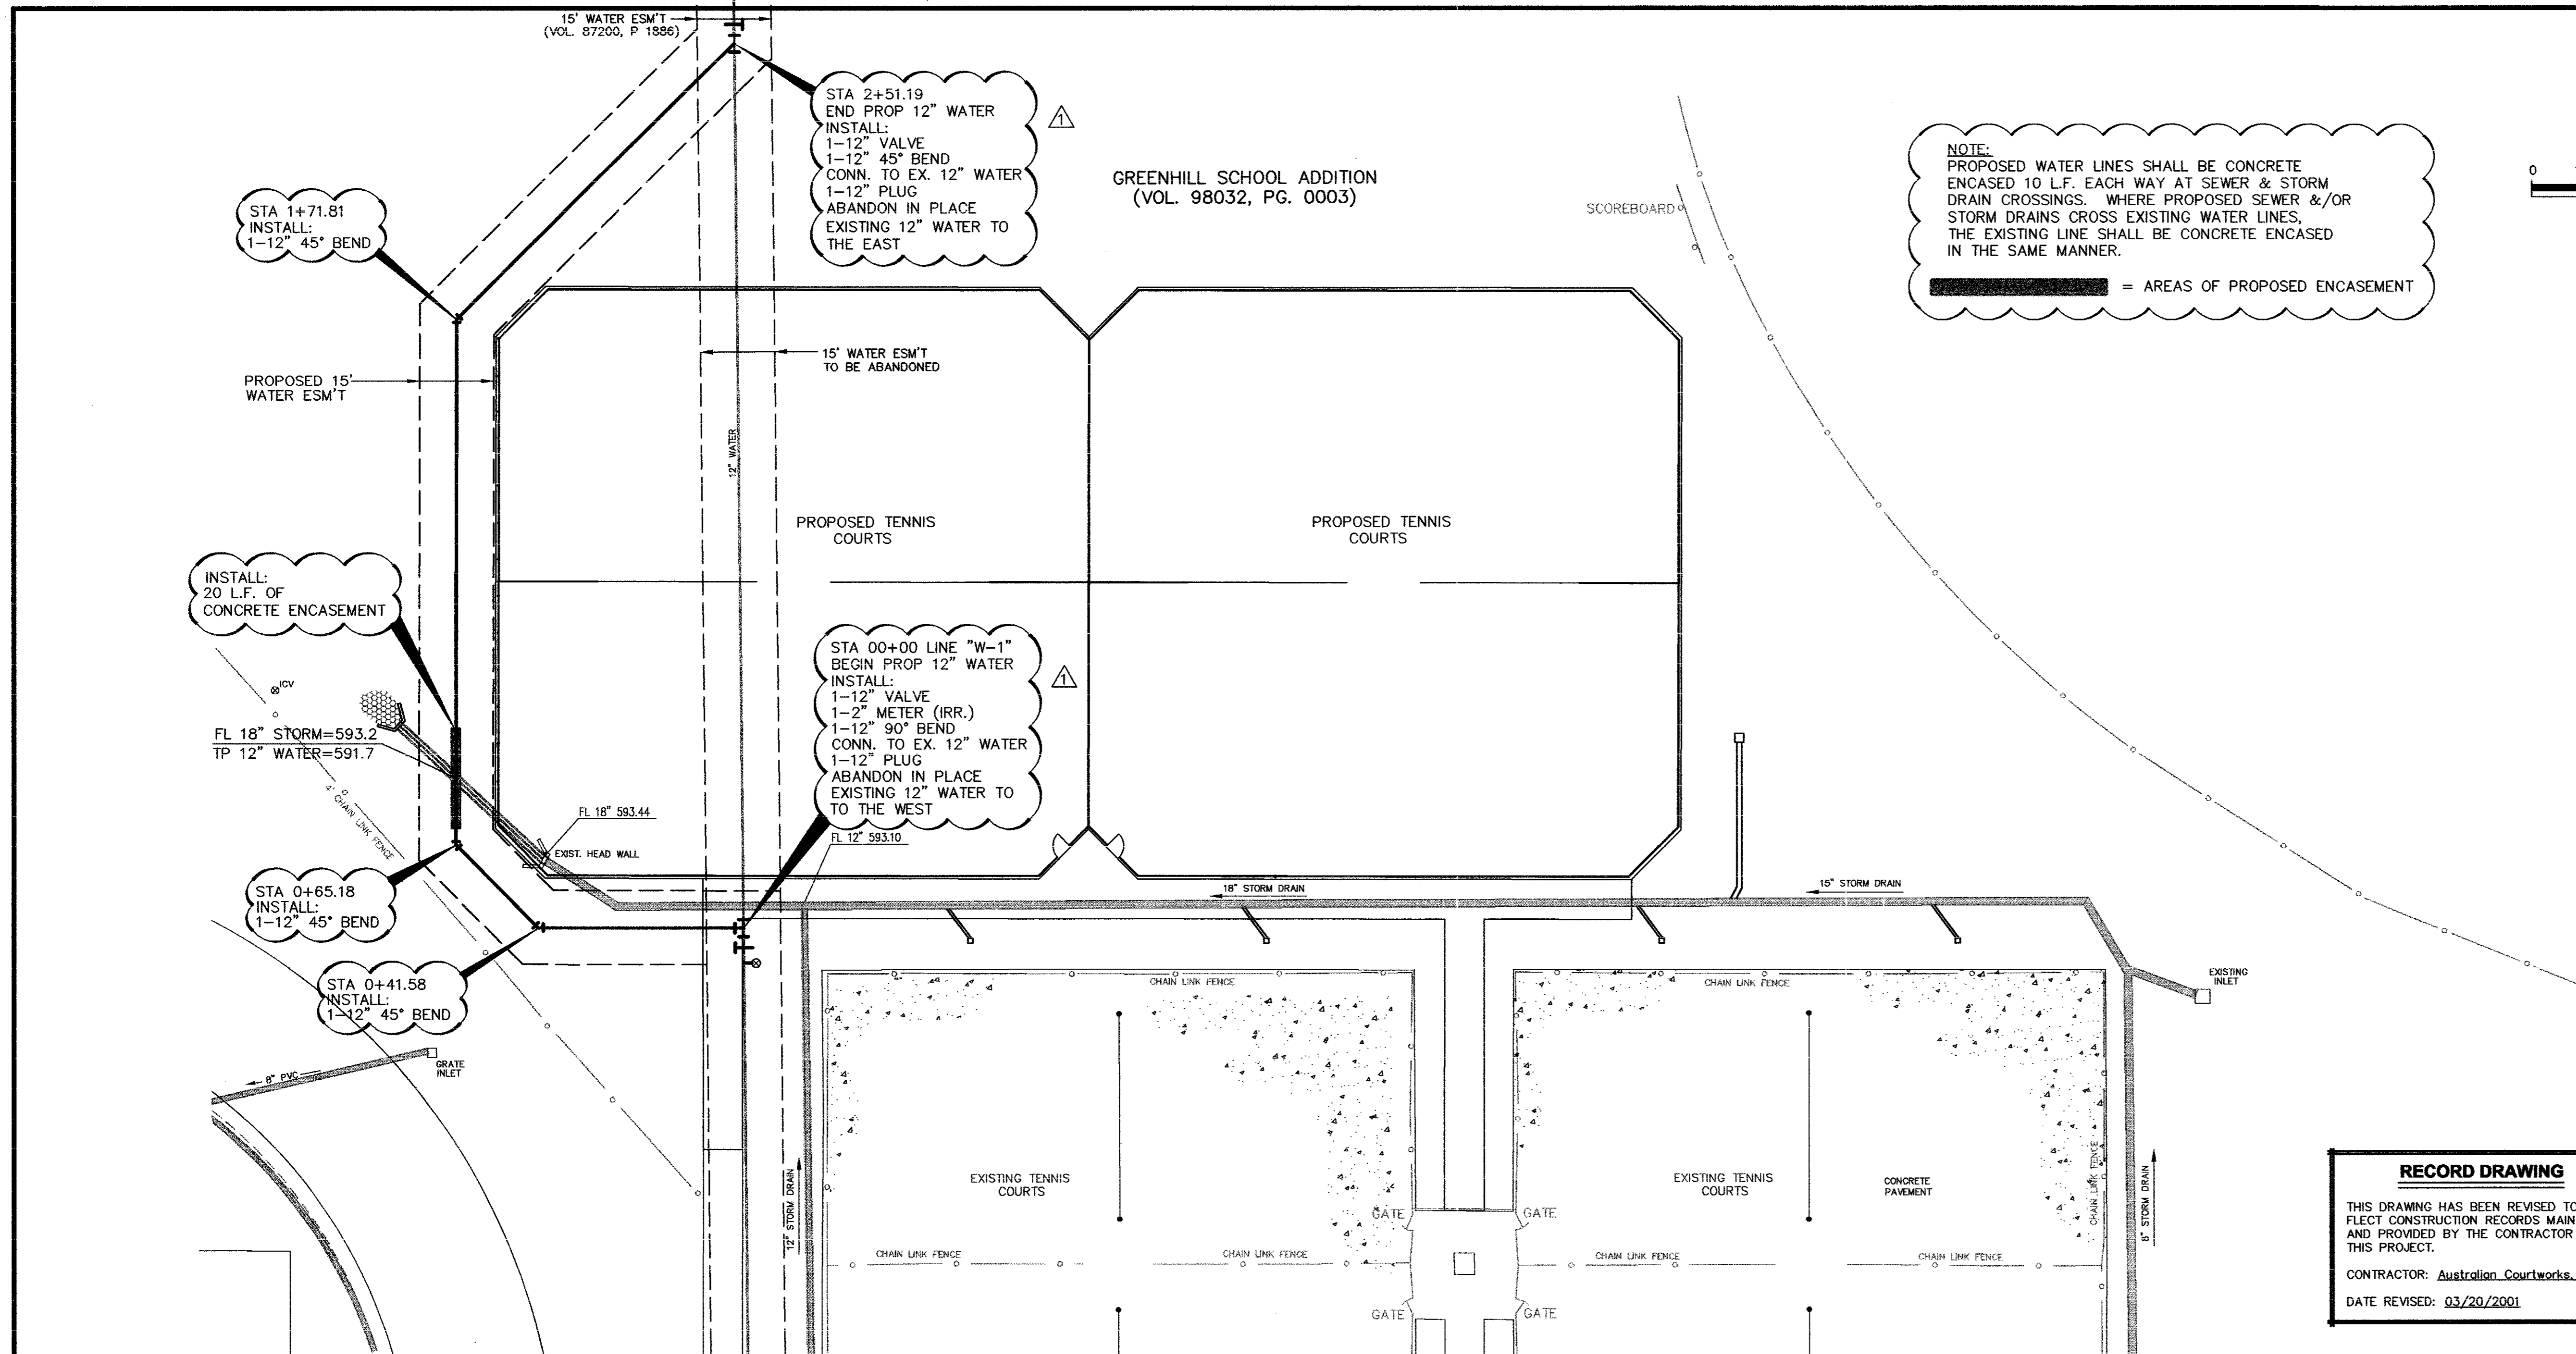 15' WATER ESM'T
(VOL. 87200, P 1886)
STA 2+51.19
END PROP 12" WATER
INSTALL:
1-12" VALVE
1-12" 45° BEND
CONN. TO EX. 12" WATER
1-12" PLUG
ABANDON IN PLACE
EXISTING 12" WATER TO
THE EAST
1
GREENHILL SCHOOL ADDITION
(VOL. 98032, PG. 0003)
SCOREBOARD
NOTE:
PROPOSED WATER LINES SHALL BE CONCRETE
ENCASED 10 L.F. EACH WAY AT SEWER & STORM
DRAIN CROSSINGS. WHERE PROPOSED SEWER &/OR
STORM DRAINS CROSS EXISTING WATER LINES,
THE EXISTING LINE SHALL BE CONCRETE ENCASED
IN THE SAME MANNER.
= AREAS OF PROPOSED ENCASEMENT
0
STA 1+71.81
INSTALL:
1-12" 45° BEND
15' WATER ESM'T
TO BE ABANDONED
PROPOSED 15'
WATER ESM'T
12" WATER
PROPOSED TENNIS
COURTS
PROPOSED TENNIS
COURTS
INSTALL:
20 L.F. OF
CONCRETE ENCASEMENT
STA 00+00 LINE "W-1"
BEGIN PROP 12" WATER
INSTALL:
1-12" VALVE
1-2" METER (IRR.)
1-12" 90° BEND
CONN. TO EX. 12" WATER
1-12" PLUG
ABANDON IN PLACE
EXISTING 12" WATER TO
TO THE WEST
1
ICV
FL 18" STORM=593.2
TP 12" WATER=591.7
4' CHAIN LINK FENCE
FL 18" 593.44
FL 12" 593.10
EXIST. HEAD WALL
STA 0+65.18
INSTALL:
1-12" 45° BEND
18" STORM DRAIN
15" STORM DRAIN
STA 0+41.58
INSTALL:
1-12" 45° BEND
CHAIN LINK FENCE
CHAIN LINK FENCE
EXISTING
INLET
GRATE
INLET
8" PVC
12" STORM DRAIN
EXISTING TENNIS
COURTS
EXISTING TENNIS
COURTS
CONCRETE
PAVEMENT
CHAIN LINK FENCE
8" STORM DRAIN
GATE
GATE
CHAIN LINK FENCE
CHAIN LINK FENCE
CHAIN LINK FENCE
CHAIN LINK FENCE
GATE
GATE
RECORD DRAWING
THIS DRAWING HAS BEEN REVISED TO
FLECT CONSTRUCTION RECORDS MAIN
AND PROVIDED BY THE CONTRACTOR
THIS PROJECT.
CONTRACTOR: Australian Courtworks,
DATE REVISED: 03/20/2001